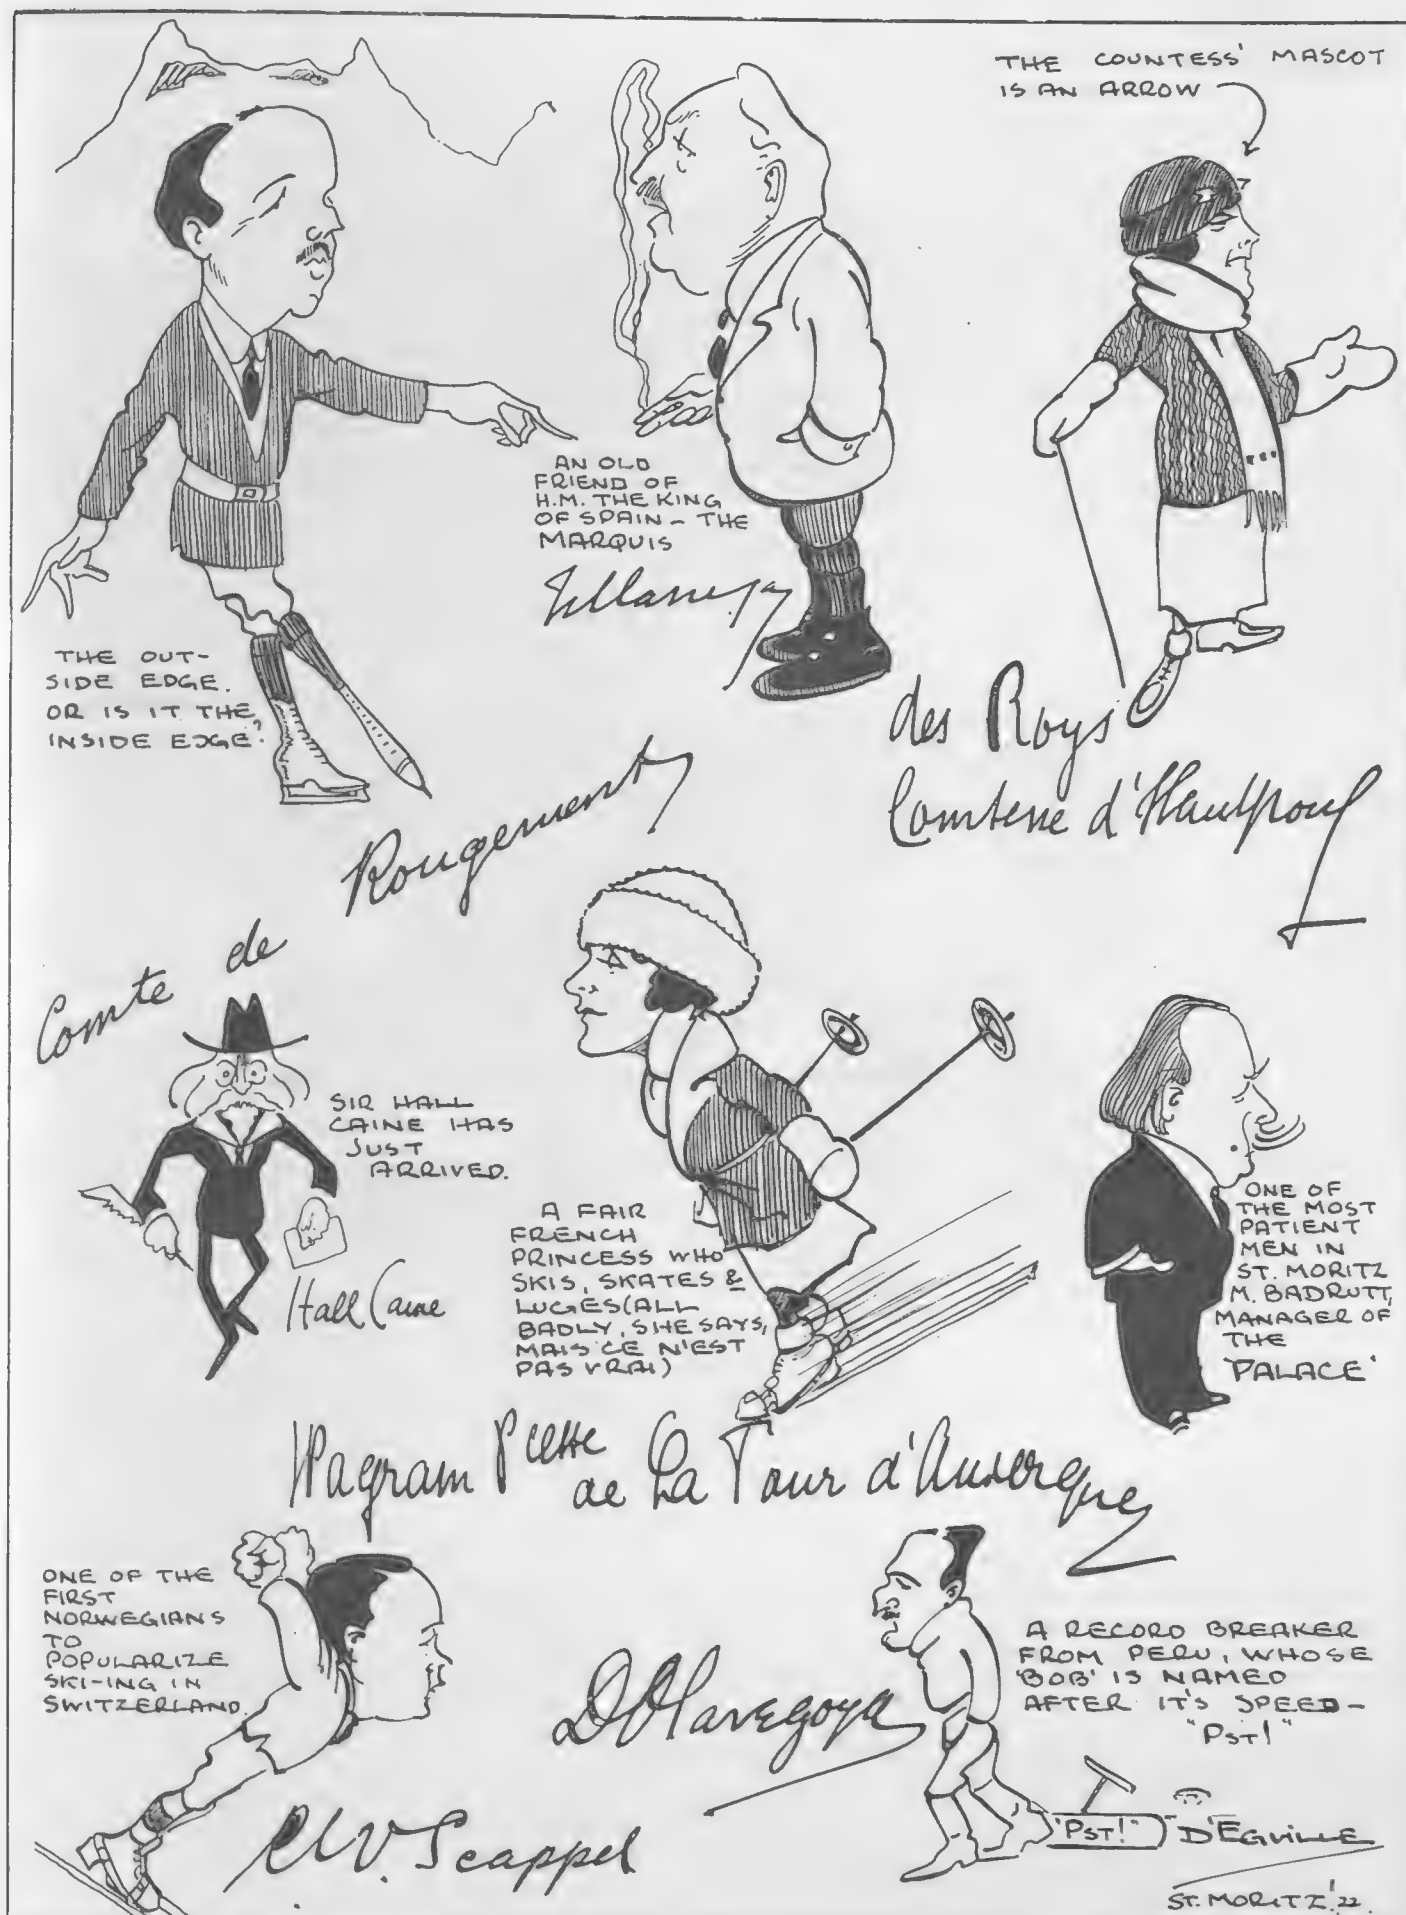 THE COUNTESS' MASCOT
IS AN ARROW
AN OLD
FRIEND OF
H.M. THE KING
OF SPAIN – THE
MARQUIS
THE OUT-
SIDE EDGE.
OR IS IT THE
INSIDE EDGE?
des Roys
Comtesse d'Hautpoul
Comte de Rougemont
SIR HALL
CAINE HAS
JUST
ARRIVED.
Hall Caine
A FAIR
FRENCH
PRINCESS WHO
SKIS, SKATES &
LUGES (ALL
BADLY, SHE SAYS,
MAIS CE N'EST
PAS VRAI)
ONE OF
THE MOST
PATIENT
MEN IN
ST. MORITZ
M. BADRUTT,
MANAGER OF
THE
'PALACE'
Wagram Pcesse
de La Tour d'Auvergne
ONE OF THE
FIRST
NORWEGIANS
TO
POPULARIZE
SKI-ING IN
SWITZERLAND.
A RECORD BREAKER
FROM PERU, WHOSE
'BOB' IS NAMED
AFTER IT'S SPEED –
"PST!"
D Olavegoya
Scappel
"PST!"
D'EGVILLE
ST. MORITZ '22.